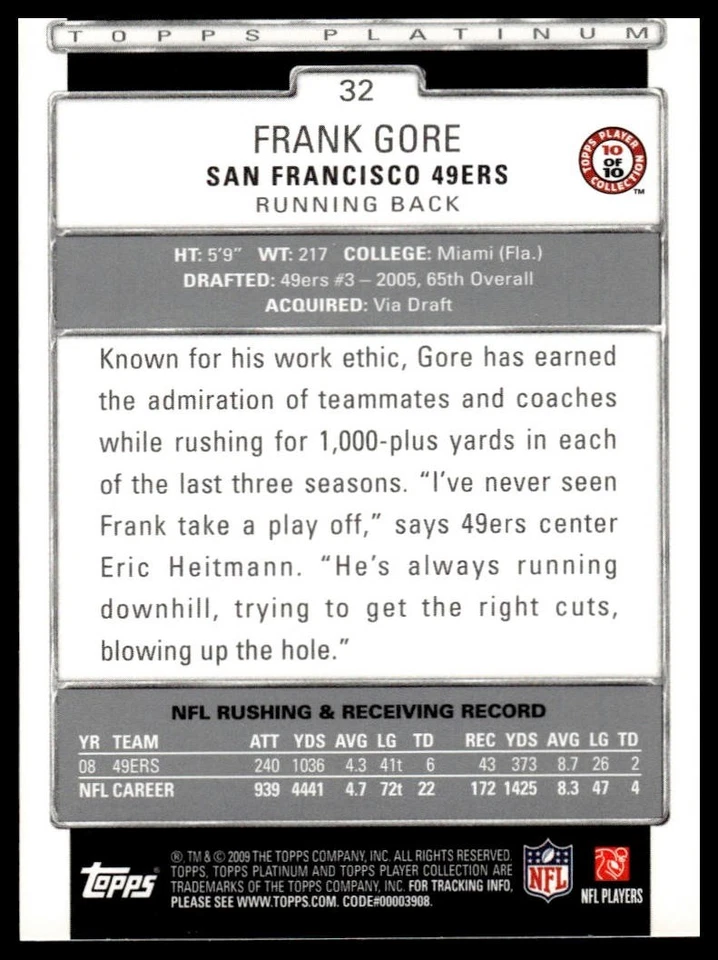 TOPPS PLATINUM
32
FRANK GORE
SAN FRANCISCO 49ERS
RUNNING BACK
TOPPS PLAYER COLLECTION
10
OF
10
™
HT: 5'9" WT: 217 COLLEGE: Miami (Fla.)
DRAFTED: 49ers #3 – 2005, 65th Overall
ACQUIRED: Via Draft
Known for his work ethic, Gore has earned
the admiration of teammates and coaches
while rushing for 1,000-plus yards in each
of the last three seasons. “I've never seen
Frank take a play off,” says 49ers center
Eric Heitmann. “He's always running
downhill, trying to get the right cuts,
blowing up the hole.”
NFL RUSHING & RECEIVING RECORD
YR TEAM ATT YDS AVG LG TD REC YDS AVG LG TD
08 49ERS 240 1036 4.3 41t 6 43 373 8.7 26 2
NFL CAREER 939 4441 4.7 72t 22 172 1425 8.3 47 4
topps®
®, TM & © 2009 THE TOPPS COMPANY, INC. ALL RIGHTS RESERVED.
TOPPS, TOPPS PLATINUM AND TOPPS PLAYER COLLECTION ARE
TRADEMARKS OF THE TOPPS COMPANY, INC. FOR TRACKING INFO,
PLEASE SEE WWW.TOPPS.COM. CODE#00003908.
NFL
NFL PLAYERS